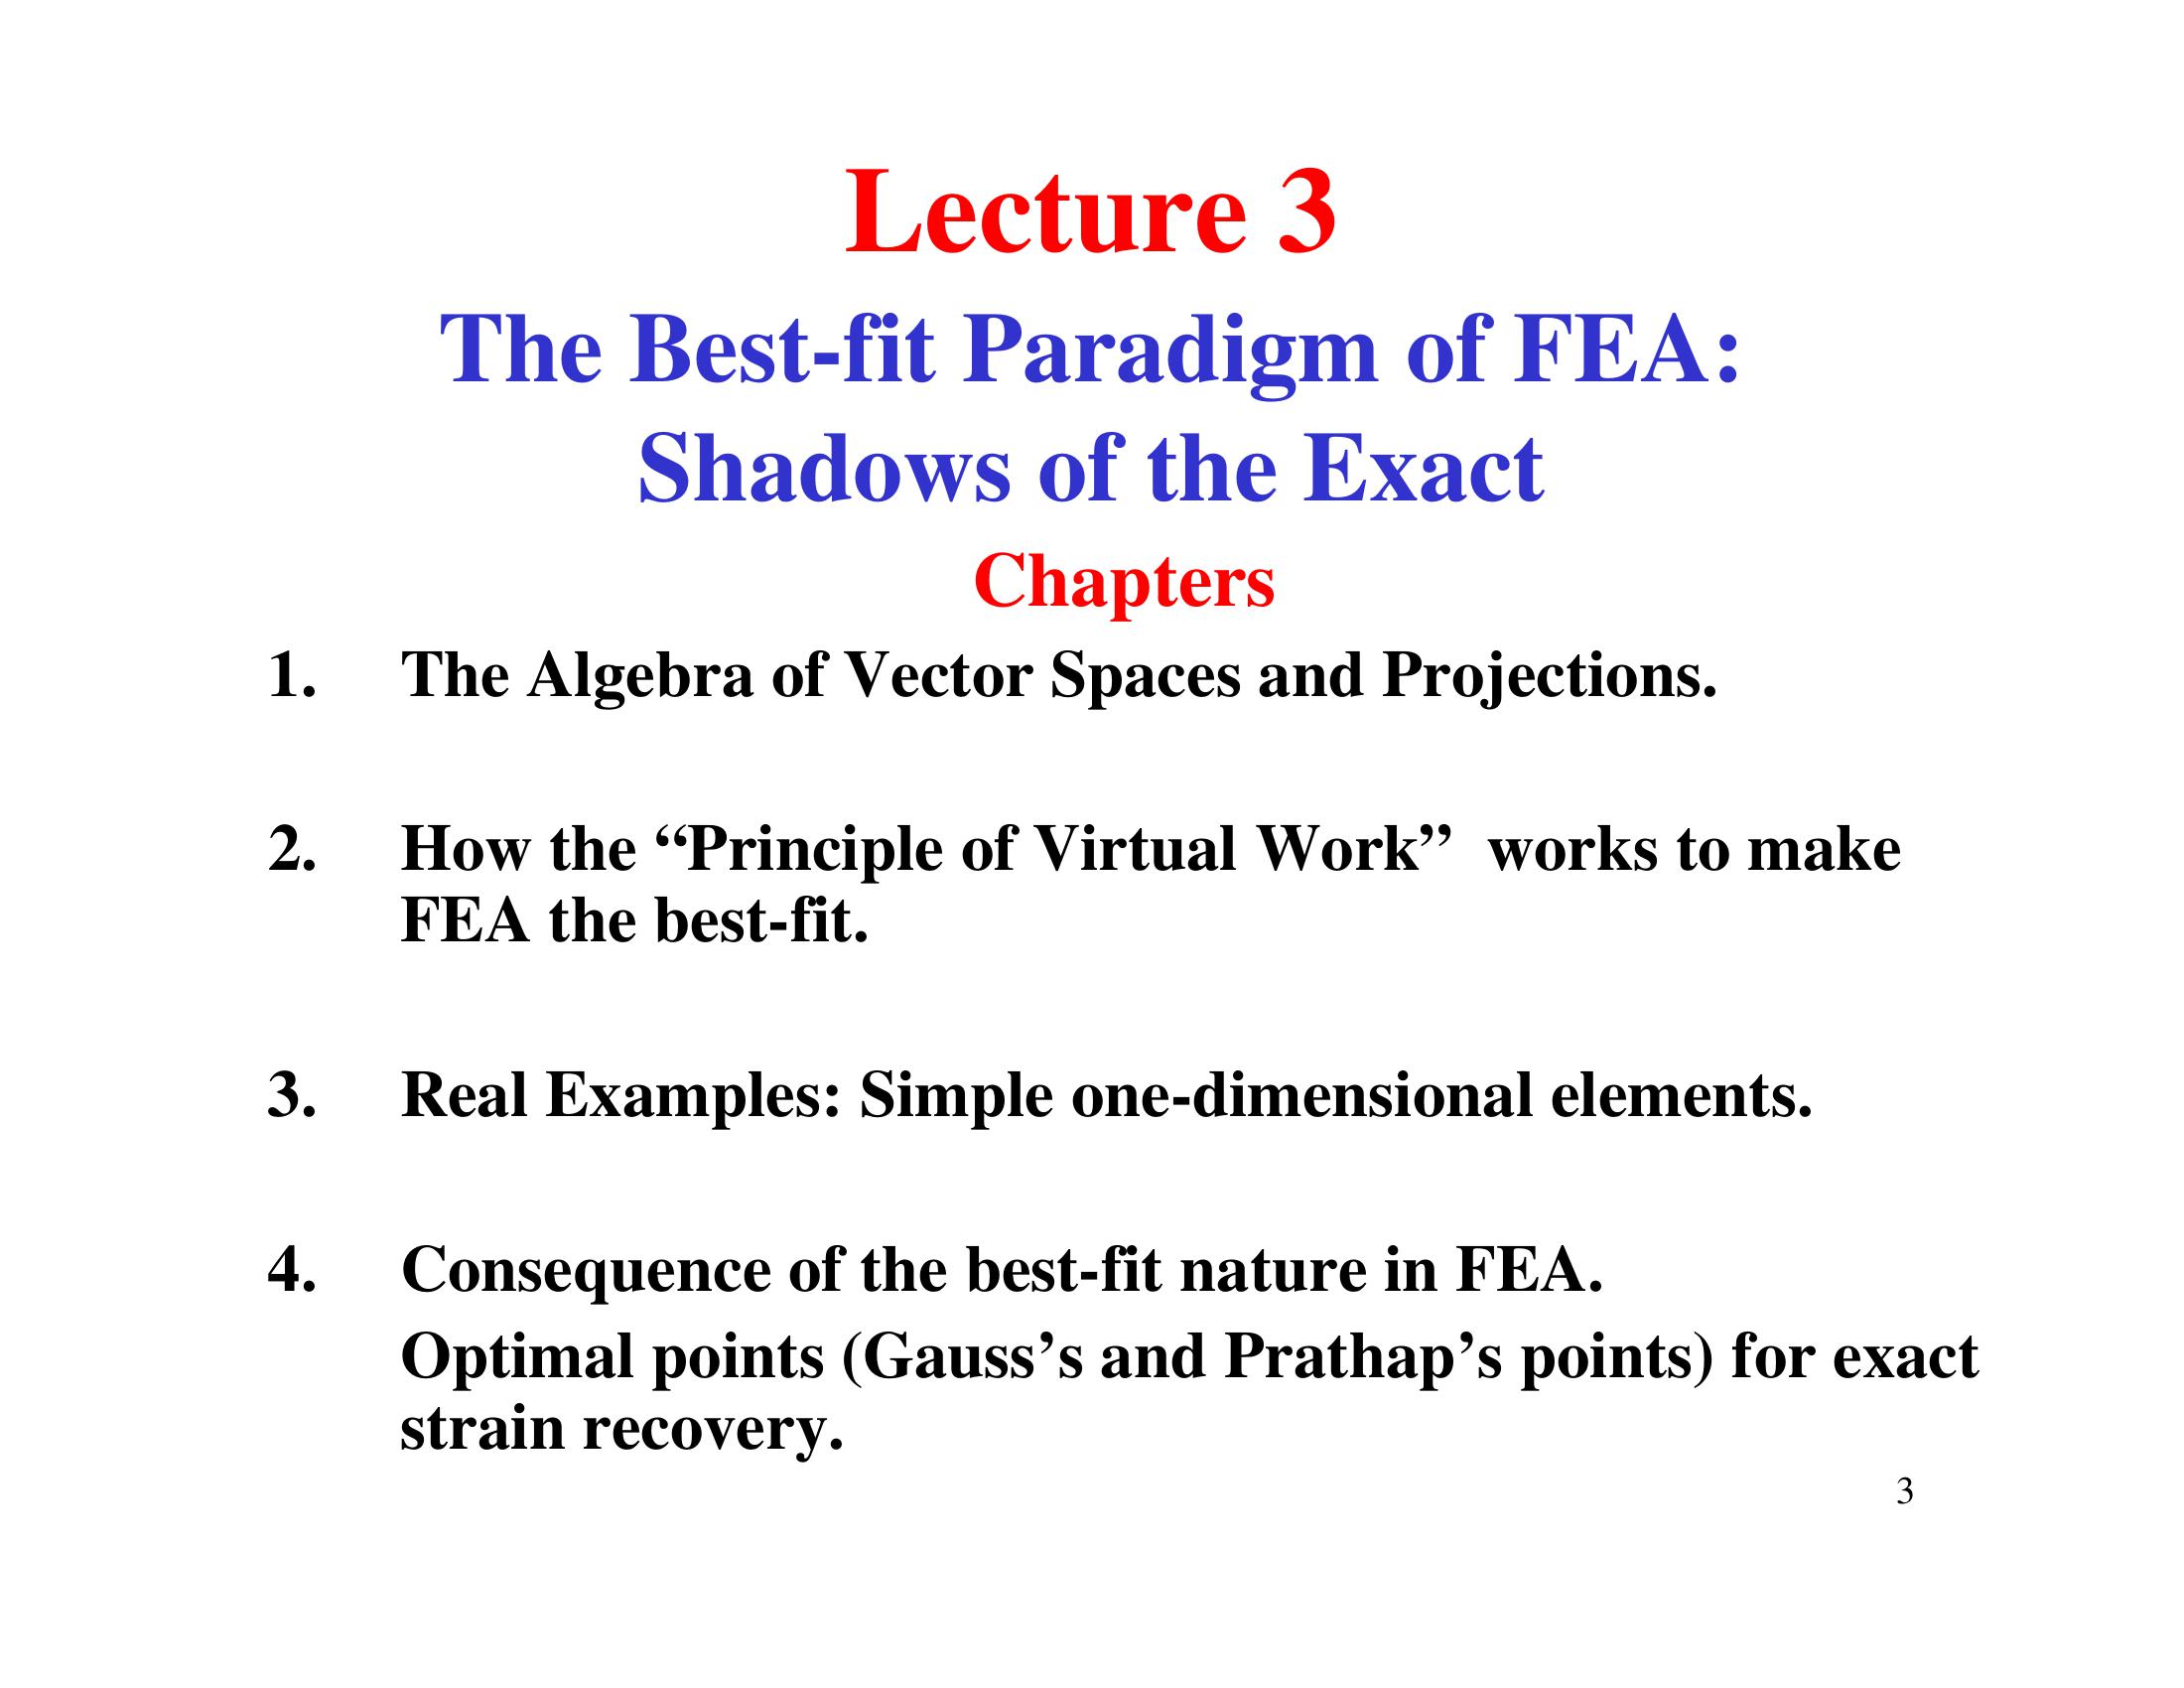 Lecture 3
The Best-fit Paradigm of FEA:
Shadows of the Exact
Chapters
1. The Algebra of Vector Spaces and Projections.
2. How the “Principle of Virtual Work”  works to make
FEA the best-fit.
3. Real Examples: Simple one-dimensional elements.
4. Consequence of the best-fit nature in FEA.
Optimal points (Gauss’s and Prathap’s points) for exact
strain recovery.
3